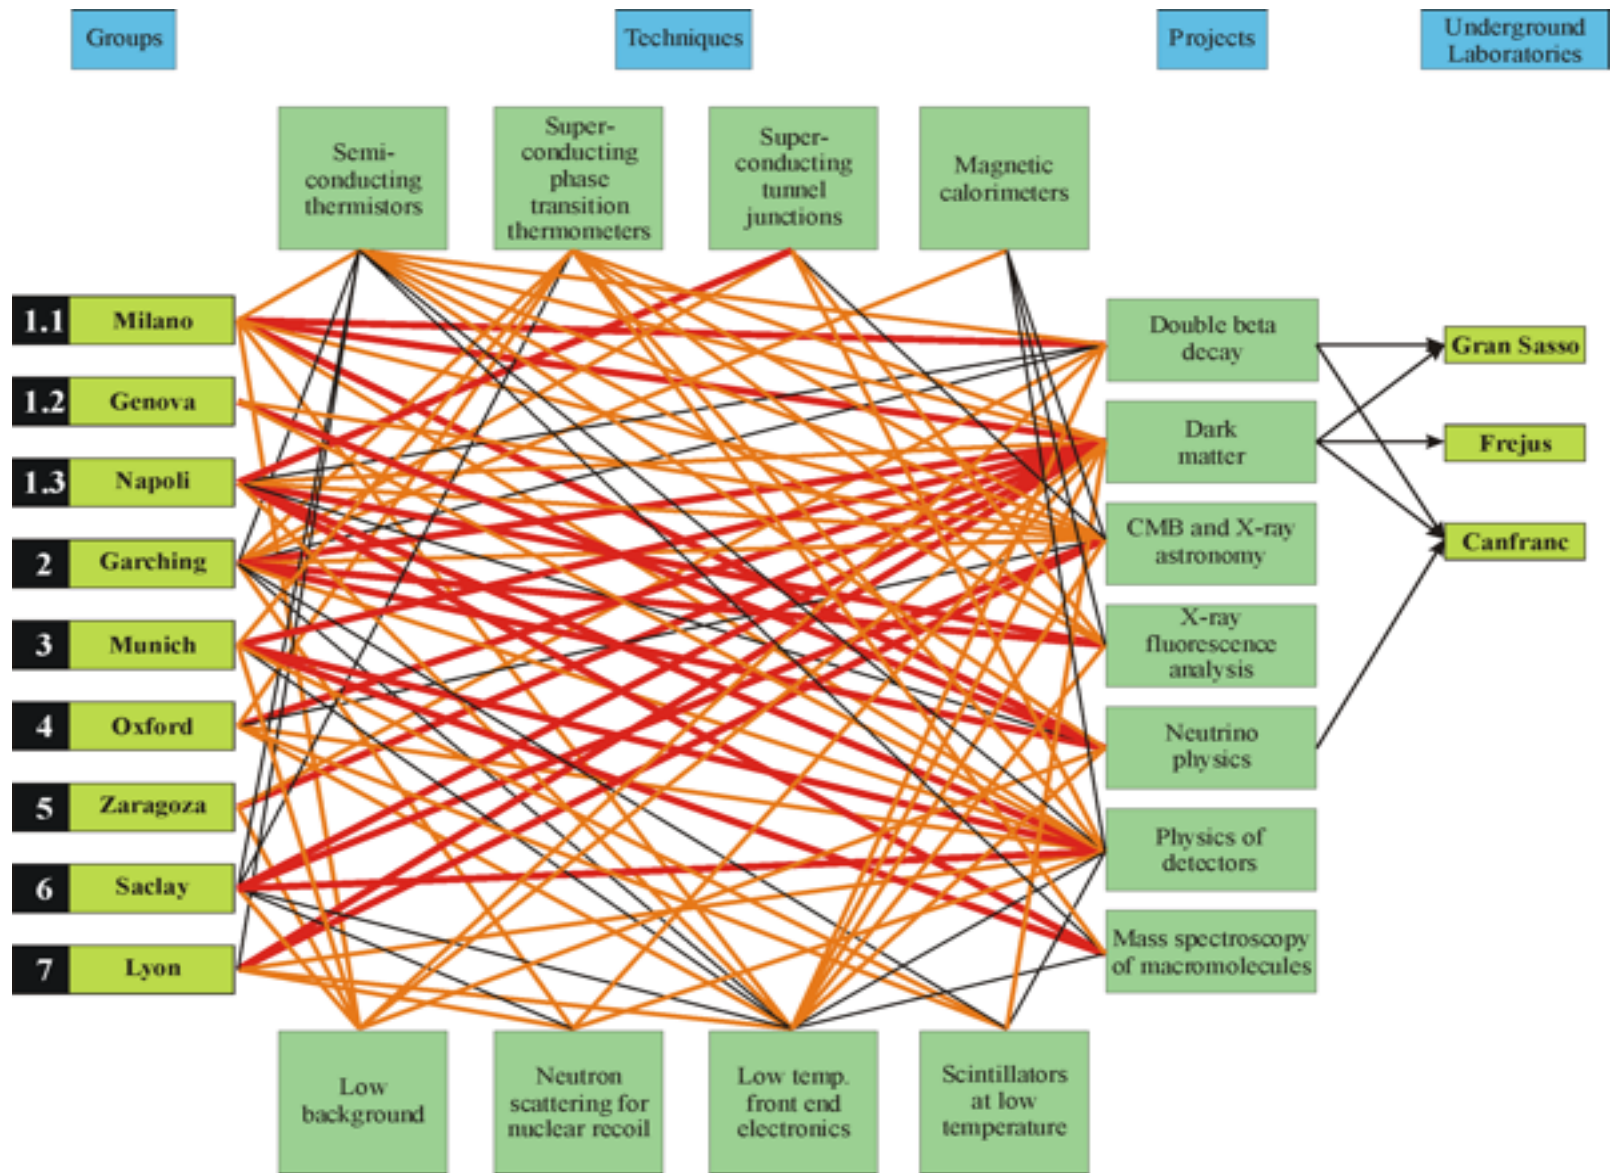 Groups
Techniques
Projects
Underground
Laboratories
Semi-
conducting
thermistors
Super-
conducting
phase
transition
thermometers
Super-
conducting
tunnel
junctions
Magnetic
calorimeters
1.1 Milano
1.2 Genova
1.3 Napoli
2 Garching
3 Munich
4 Oxford
5 Zaragoza
6 Saclay
7 Lyon
Double beta
decay
Dark
matter
CMB and X-ray
astronomy
X-ray
fluorescence
analysis
Neutrino
physics
Physics of
detectors
Mass spectroscopy
of macromolecules
Gran Sasso
Frejus
Canfranc
Low
background
Neutron
scattering for
nuclear recoil
Low temp.
front end
electronics
Scintillators
at low
temperature